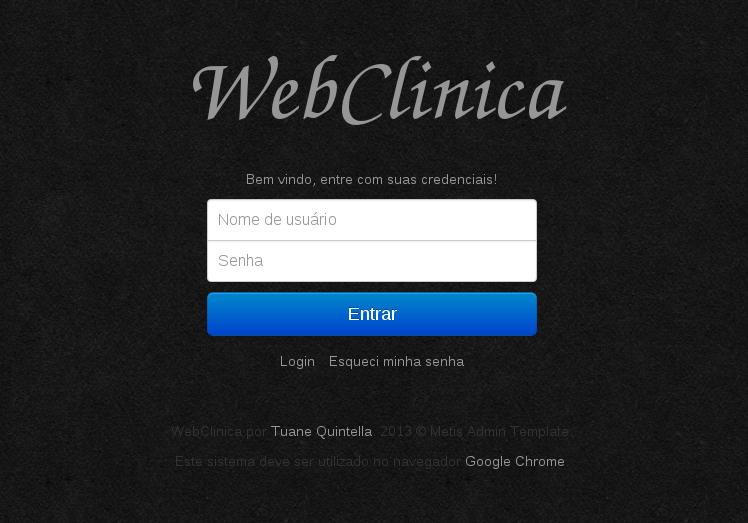 WebClinica
Bem vindo, entre com suas credenciais!
Nome de usuário
Senha
Entrar
Login Esqueci minha senha
WebClinica por Tuane Quintella. 2013 © Metis Admin Template.
Este sistema deve ser utilizado no navegador Google Chrome